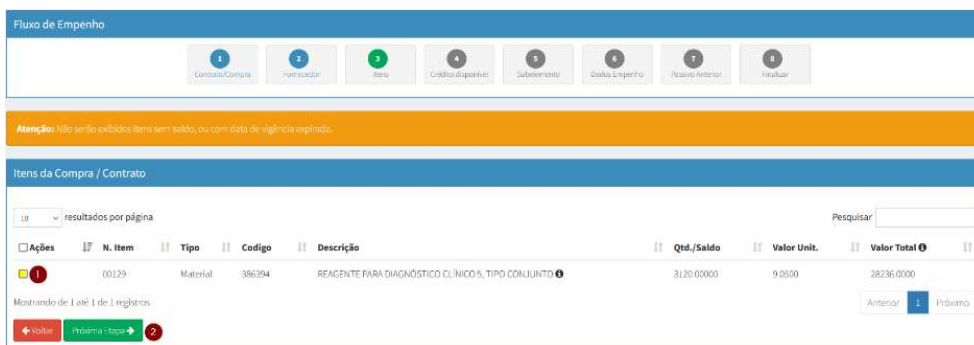 Fluxo de Empenho
1 2 3 4 5 6 7 8
Contrato/Compra Fornecedor Itens Crédito disponível Subelemento Dados Empenho Passivo Anterior Finalizar
Atenção: Não serão exibidos itens sem saldo, ou com data de vigência expirada.
Itens da Compra / Contrato
10 resultados por página Pesquisar
Ações N. Item Tipo Codigo Descrição Qtd./Saldo Valor Unit. Valor Total
1 00129 Material 386394 REAGENTE PARA DIAGNÓSTICO CLÍNICO 5, TIPO CONJUNTO 3120.00000 9.0500 28236.0000
Mostrando de 1 até 1 de 1 registros Anterior 1 Próximo
Voltar Próxima Etapa 2